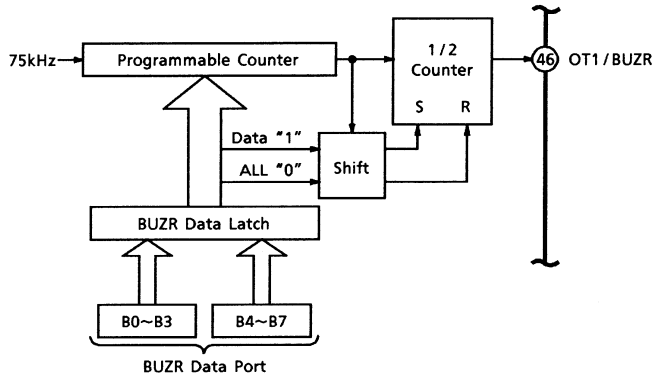 75kHz
Programmable Counter
1/2
Counter
S R
46 OT1/BUZR
Data "1"
ALL "0"
Shift
BUZR Data Latch
B0~B3
B4~B7
BUZR Data Port